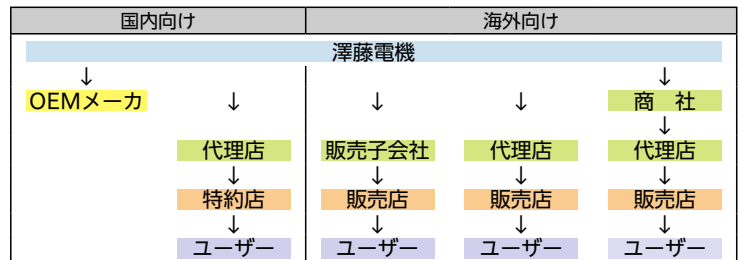 国内向け 海外向け
澤藤電機
↓ ↓
OEMメーカ ↓ ↓ ↓ 商 社
↓
代理店 販売子会社 代理店 代理店
↓ ↓ ↓ ↓
特約店 販売店 販売店 販売店
↓ ↓ ↓ ↓
ユーザー ユーザー ユーザー ユーザー